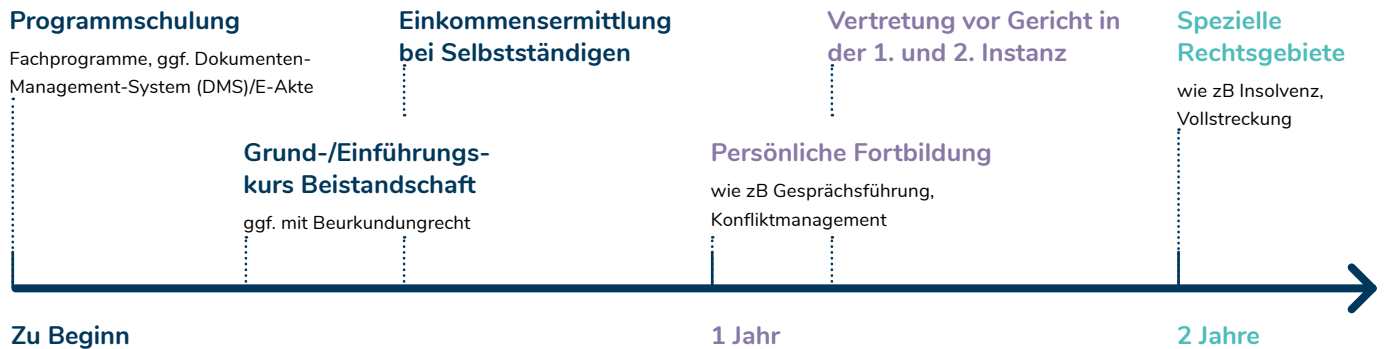 Programmschulung
Fachprogramme, ggf. Dokumenten-
Management-System (DMS)/E-Akte
Grund-/Einführungs-
kurs Beistandschaft
ggf. mit Beurkundungrecht
Einkommensermittlung
bei Selbstständigen
Persönliche Fortbildung
wie zB Gesprächsführung,
Konfliktmanagement
Vertretung vor Gericht in
der 1. und 2. Instanz
Spezielle
Rechtsgebiete
wie zB Insolvenz,
Vollstreckung
Zu Beginn
1 Jahr
2 Jahre